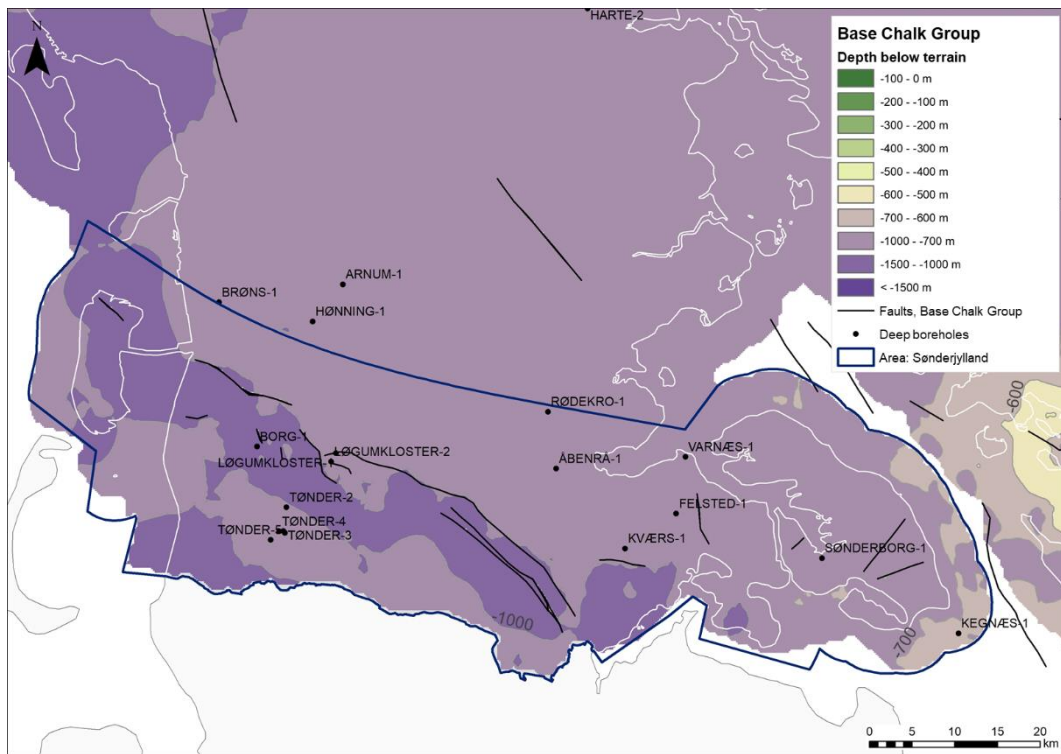 HARTE-2
N
Base Chalk Group
Depth below terrain
-100 - 0 m
-200 - -100 m
-300 - -200 m
-400 - -300 m
-500 - -400 m
-600 - -500 m
-700 - -600 m
-1000 - -700 m
-1500 - -1000 m
< -1500 m
Faults, Base Chalk Group
Deep boreholes
Area: Sønderjylland
ARNUM-1
BRØNS-1
HØNNING-1
-600
RØDEKRO-1
BORG-1
LØGUMKLOSTER-2
VARNÆS-1
LØGUMKLOSTER-
ÅBENRÅ-1
TØNDER-2
FELSTED-1
TØNDER-4
TØNDER-5
TØNDER-3
KVÆRS-1
SØNDERBORG-1
-1000
-700
KEGNÆS-1
0 5 10 15 20
km